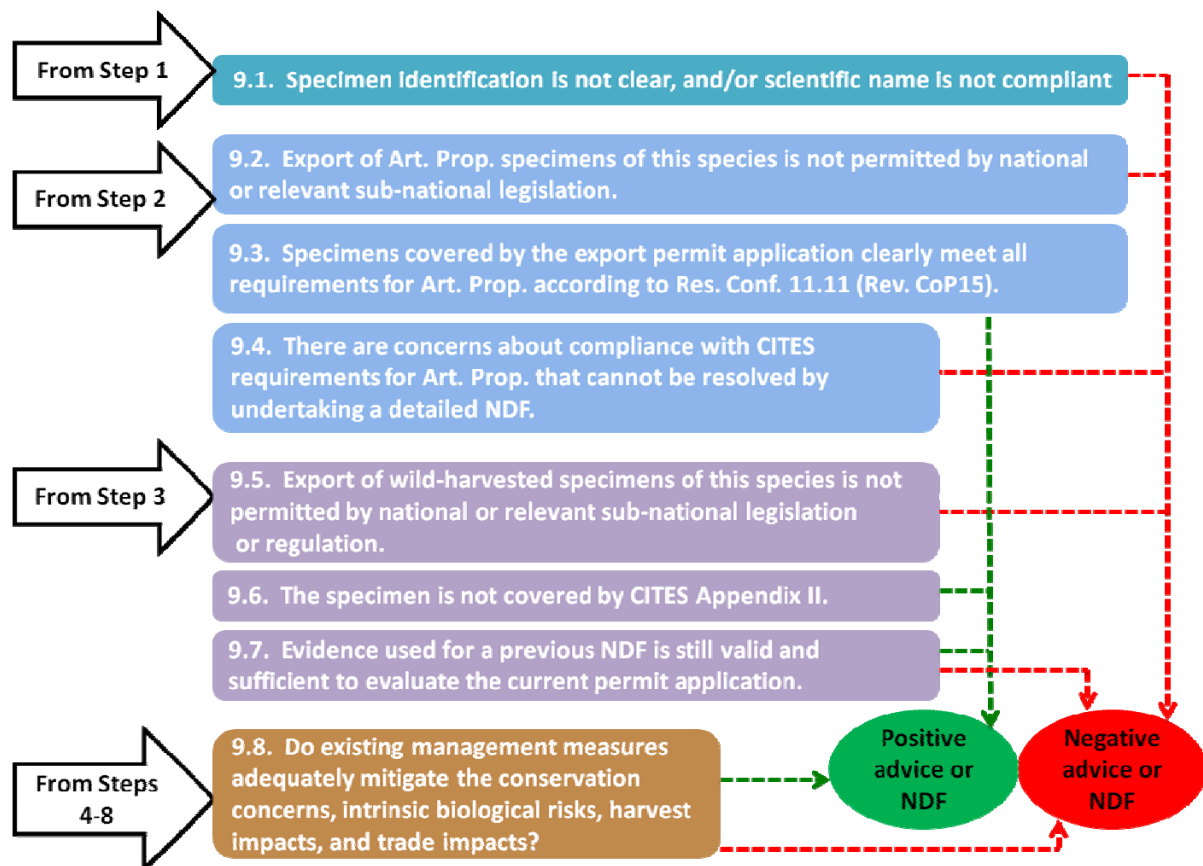 From Step 1
9.1. Specimen identification is not clear, and/or scientific name is not compliant
From Step 2
9.2. Export of Art. Prop. specimens of this species is not permitted by national
or relevant sub-national legislation.
9.3. Specimens covered by the export permit application clearly meet all
requirements for Art. Prop. according to Res. Conf. 11.11 (Rev. CoP15).
9.4. There are concerns about compliance with CITES
requirements for Art. Prop. that cannot be resolved by
undertaking a detailed NDF.
From Step 3
9.5. Export of wild-harvested specimens of this species is not
permitted by national or relevant sub-national legislation
or regulation.
9.6. The specimen is not covered by CITES Appendix II.
9.7. Evidence used for a previous NDF is still valid and
sufficient to evaluate the current permit application.
From Steps
4-8
9.8. Do existing management measures
adequately mitigate the conservation
concerns, intrinsic biological risks, harvest
impacts, and trade impacts?
Positive
advice or
NDF
Negative
advice or
NDF